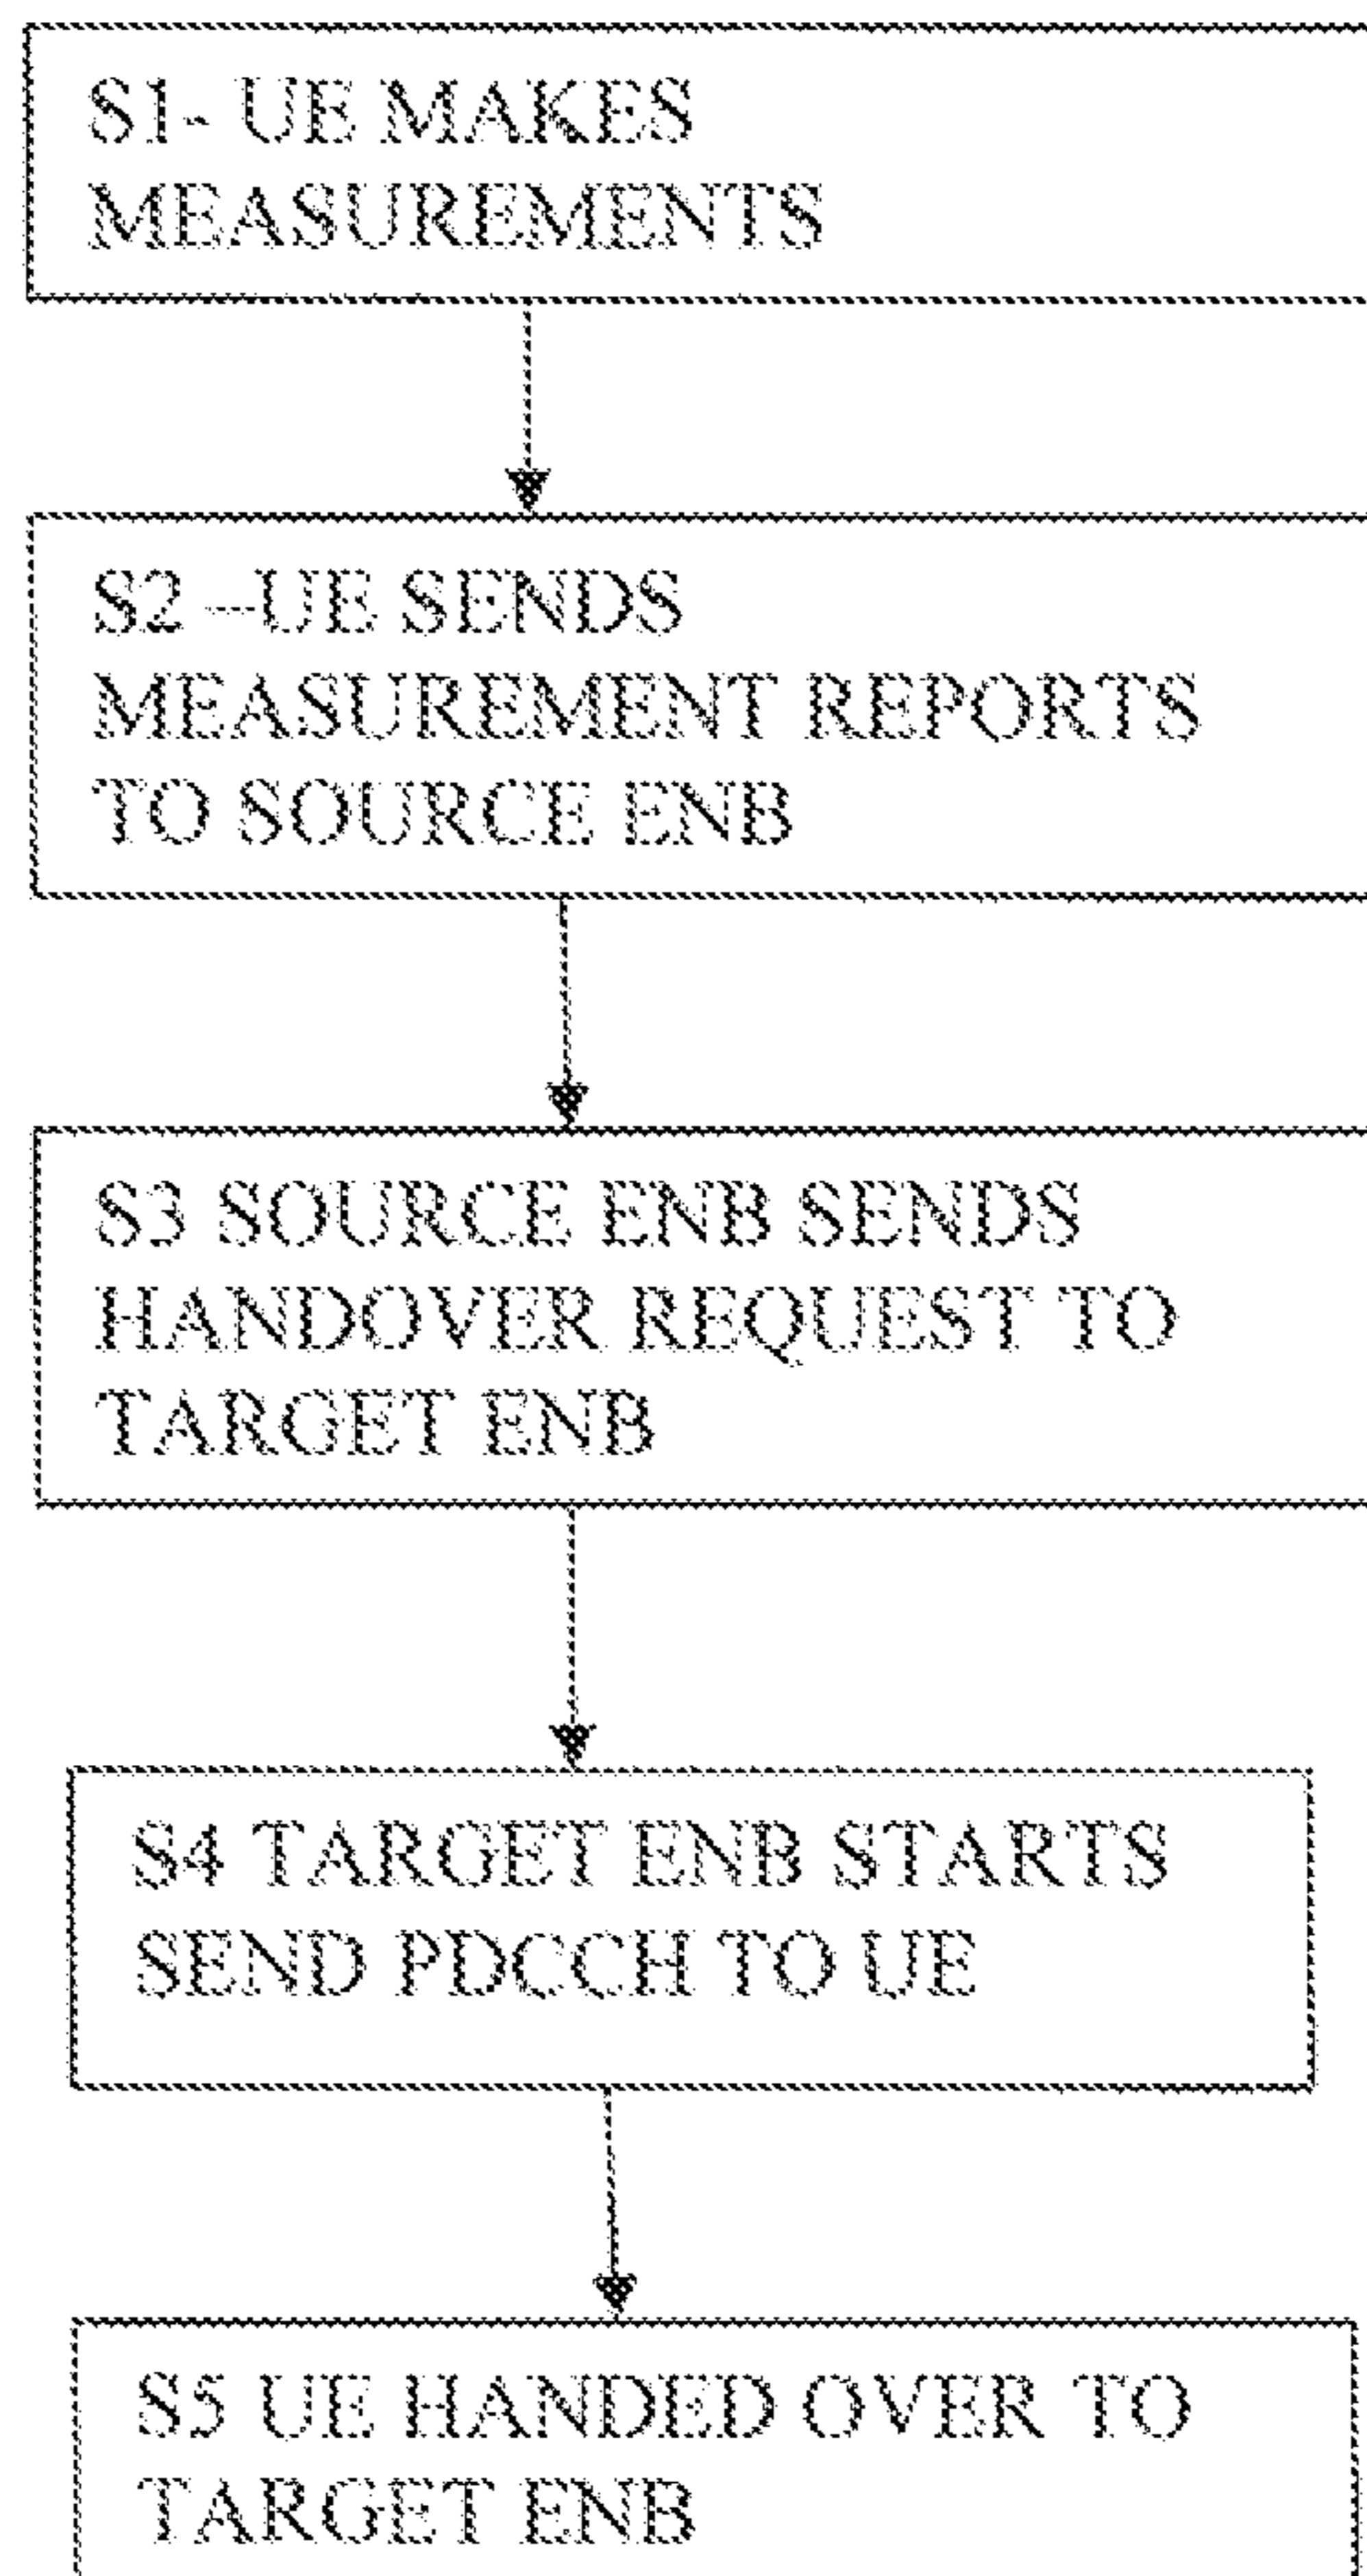 S1- UE MAKES
MEASUREMENTS
S2 –UE SENDS
MEASUREMENT REPORTS
TO SOURCE ENB
S3 SOURCE ENB SENDS
HANDOVER REQUEST TO
TARGET ENB
S4 TARGET ENB STARTS
SEND PDCCH TO UE
S5 UE HANDED OVER TO
TARGET ENB